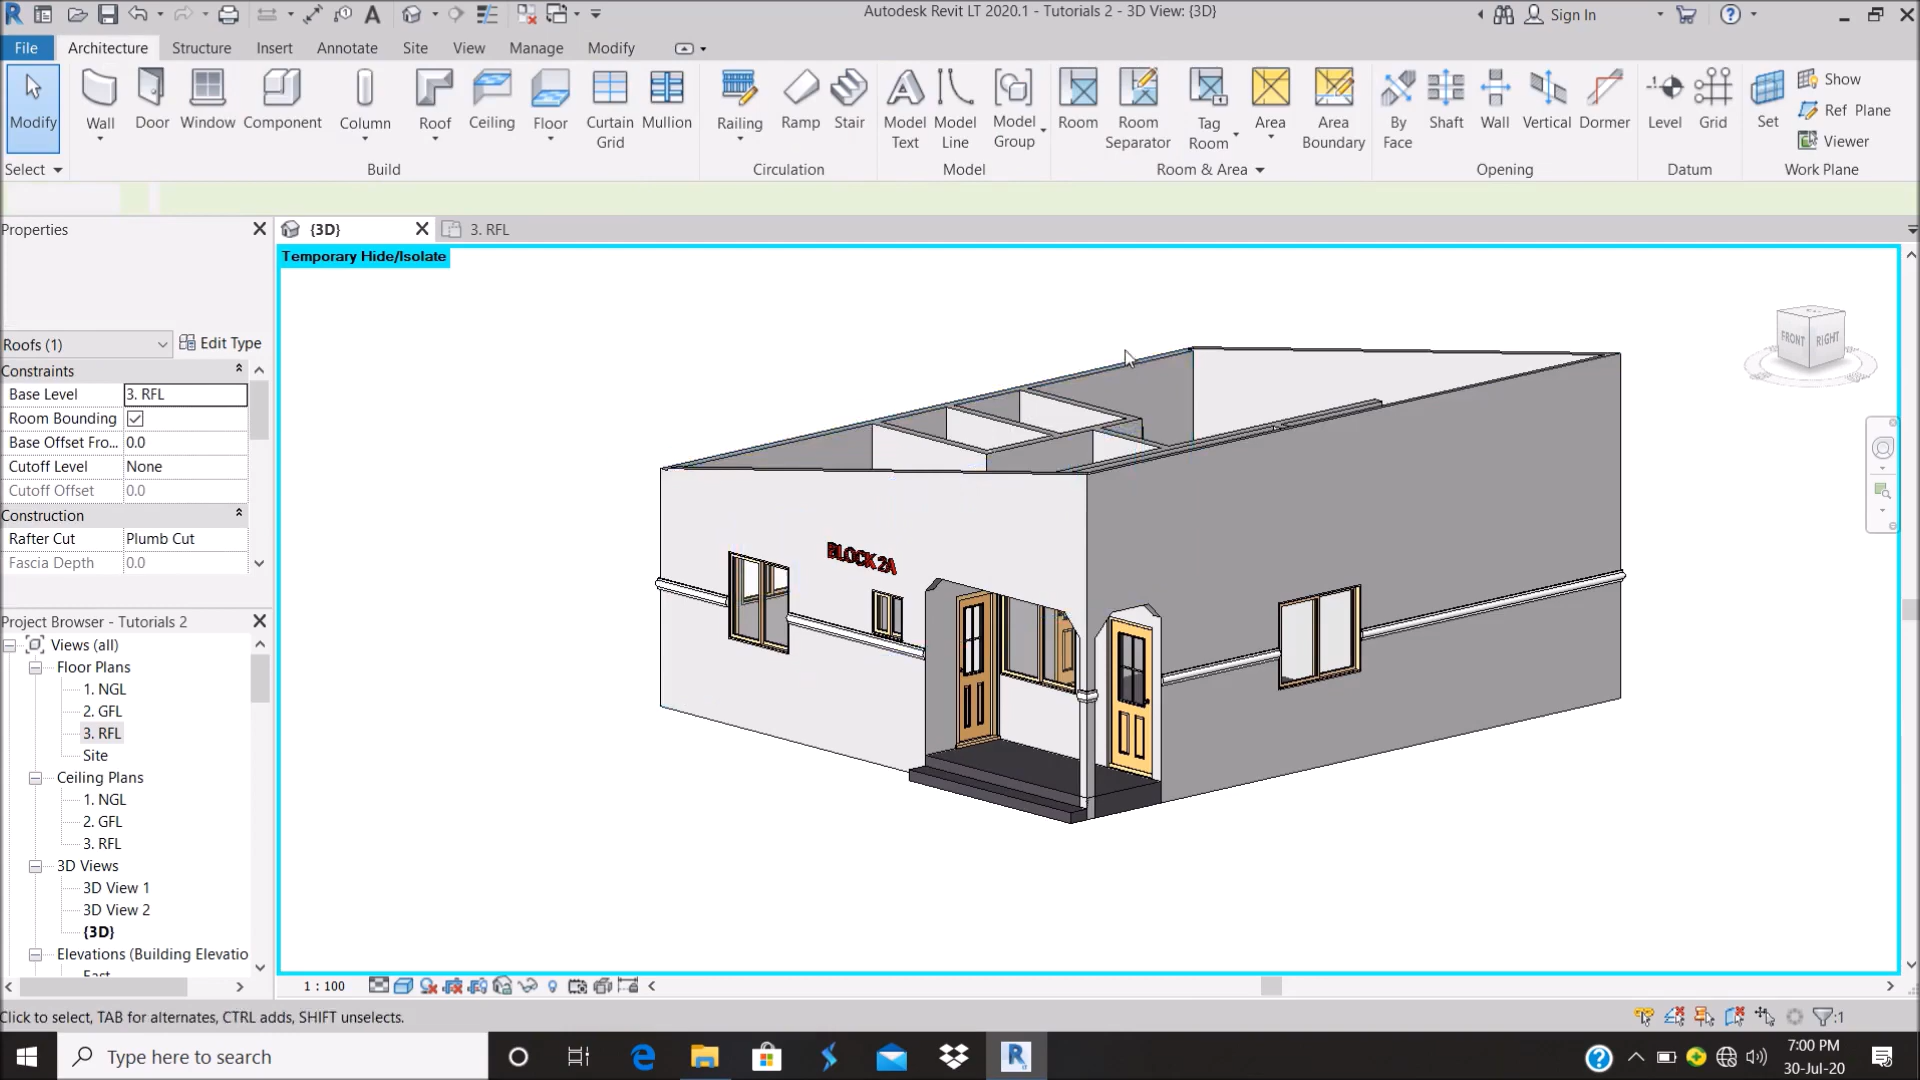 Autodesk Revit LT 2020.1 - Tutorials 2 - 3D View: {3D}
Sign In
File Architecture Structure Insert Annotate Site View Manage Modify
Modify
Wall
Door
Window
Component
Column
Roof
Ceiling
Floor
Curtain
Grid
Mullion
Railing
Ramp
Stair
Model
Text
Model
Line
Model
Group
Room
Room
Separator
Tag
Room
Area
Area
Boundary
By
Face
Shaft
Wall
Vertical
Dormer
Level
Grid
Set
Show
Ref Plane
Viewer
Select
Build
Circulation
Model
Room & Area
Opening
Datum
Work Plane
Properties
{3D}
3. RFL
Temporary Hide/Isolate
Roofs (1)
Edit Type
Constraints
Base Level 3. RFL
Room Bounding
Base Offset Fro... 0.0
Cutoff Level None
Cutoff Offset 0.0
Construction
Rafter Cut Plumb Cut
Fascia Depth 0.0
FRONT RIGHT
BLOCK 2A
Project Browser - Tutorials 2
Views (all)
Floor Plans
1. NGL
2. GFL
3. RFL
Site
Ceiling Plans
1. NGL
2. GFL
3. RFL
3D Views
3D View 1
3D View 2
{3D}
Elevations (Building Elevatio
East
1 : 100
Click to select, TAB for alternates, CTRL adds, SHIFT unselects.
:1
Type here to search
7:00 PM
30-Jul-20